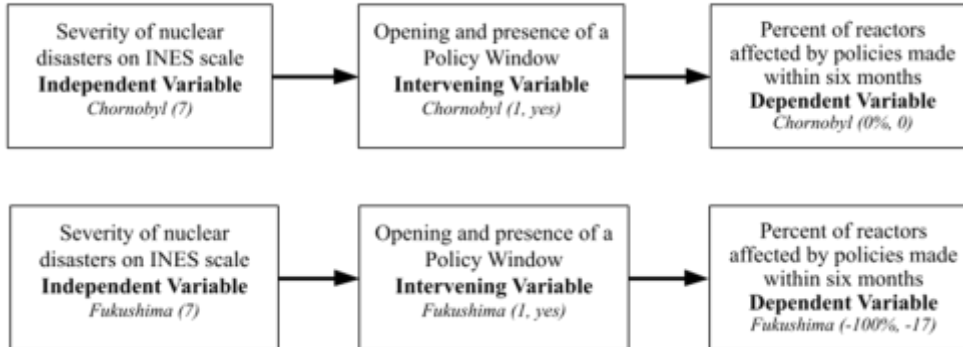 Severity of nuclear
disasters on INES scale
Independent Variable
Chornobyl (7)
Opening and presence of a
Policy Window
Intervening Variable
Chornobyl (1, yes)
Percent of reactors
affected by policies made
within six months
Dependent Variable
Chornobyl (0%, 0)
Severity of nuclear
disasters on INES scale
Independent Variable
Fukushima (7)
Opening and presence of a
Policy Window
Intervening Variable
Fukushima (1, yes)
Percent of reactors
affected by policies made
within six months
Dependent Variable
Fukushima (-100%, -17)